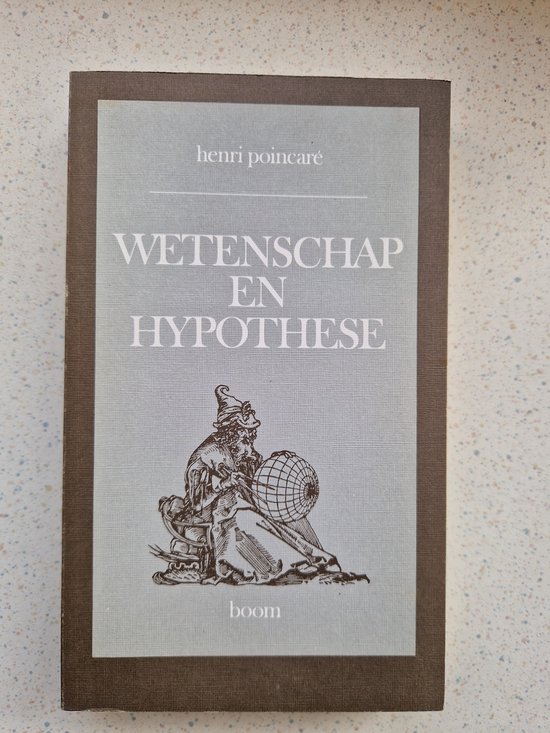 henri poincaré
WETENSCHAP
EN
HYPOTHESE
boom